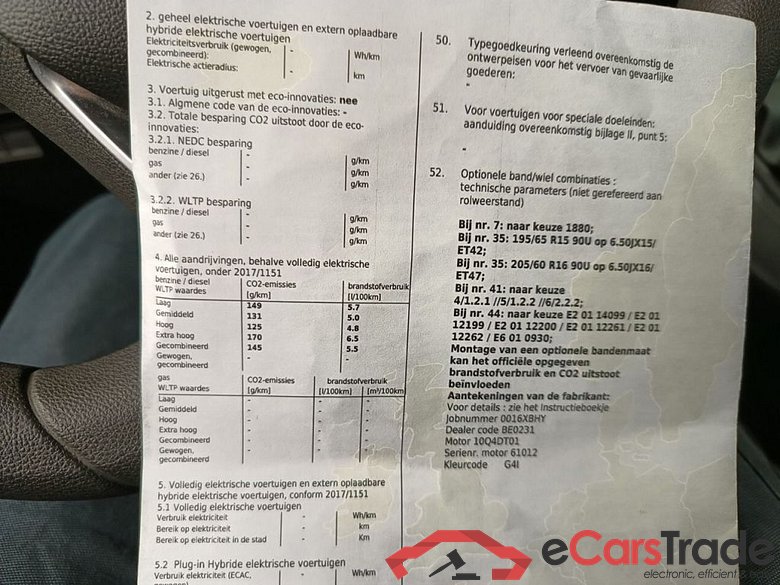 2. geheel elektrische voertuigen en extern oplaadbare
hybride elektrische voertuigen
Elektriciteitsverbruik (gewogen,
gecombineerd): - Wh/km
Elektrische actieradius: - km
3. Voertuig uitgerust met eco-innovaties: nee
3.1. Algmene code van de eco-innovaties: -
3.2. Totale besparing CO2 uitstoot door de eco-
innovaties:
3.2.1. NEDC besparing
benzine / diesel - g/km
gas - g/km
ander (zie 26.) - g/km
3.2.2. WLTP besparing
benzine / diesel - g/km
gas - g/km
ander (zie 26.) - g/km
4. Alle aandrijvingen, behalve volledig elektrische
voertuigen, onder 2017/1151
benzine / diesel CO2-emissies brandstofverbruik
WLTP waardes [g/km] [l/100km]
Laag 149 5.7
Gemiddeld 131 5.0
Hoog 125 4.8
Extra hoog 170 6.5
Gecombineerd 145 5.5
Gewogen, - -
gecombineerd
gas CO2-emissies brandstofverbruik
WLTP waardes [g/km] [l/100km] [m³/100km]
Laag - - -
Gemiddeld - - -
Hoog - - -
Extra hoog - - -
Gecombineerd - - -
Gewogen, - - -
gecombineerd
5. Volledig elektrische voertuigen en extern oplaadbare
hybride elektrische voertuigen, conform 2017/1151
5.1 Volledig elektrische voertuigen
Verbruik elektriciteit - Wh/km
Bereik op elektriciteit - km
Bereik op elektriciteit in de stad - Km
5.2 Plug-in Hybride elektrische voertuigen
Verbruik elektriciteit (ECAC, - Wh/km
50. Typegoedkeuring verleend overeenkomstig de
ontwerpeisen voor het vervoer van gevaarlijke
goederen:
-
51. Voor voertuigen voor speciale doeleinden:
aanduiding overeenkomstig bijlage II, punt 5:
-
52. Optionele band/wiel combinaties :
technische parameters (niet gerefereerd aan
rolweerstand)
Bij nr. 7: naar keuze 1880;
Bij nr. 35: 195/65 R15 90U op 6.50JX15/
ET42;
Bij nr. 35: 205/60 R16 90U op 6.50JX16/
ET47;
Bij nr. 41: naar keuze
4/1.2.1 //5/1.2.2 //6/2.2.2;
Bij nr. 44: naar keuze E2 01 14099 / E2 01
12199 / E2 01 12200 / E2 01 12261 / E2 01
12262 / E6 01 0930;
Montage van een optionele bandenmaat
kan het officiële opgegeven
brandstofverbruik en CO2 uitstoot
beïnvloeden
Aantekeningen van de fabrikant:
Voor details : zie het Instructieboekje
Jobnummer 0016XBHY
Dealer code BE0231
Motor 10Q4DT01
Serienr. motor 61012
Kleurcode G4I
eCarsTrade
electronic, efficient &